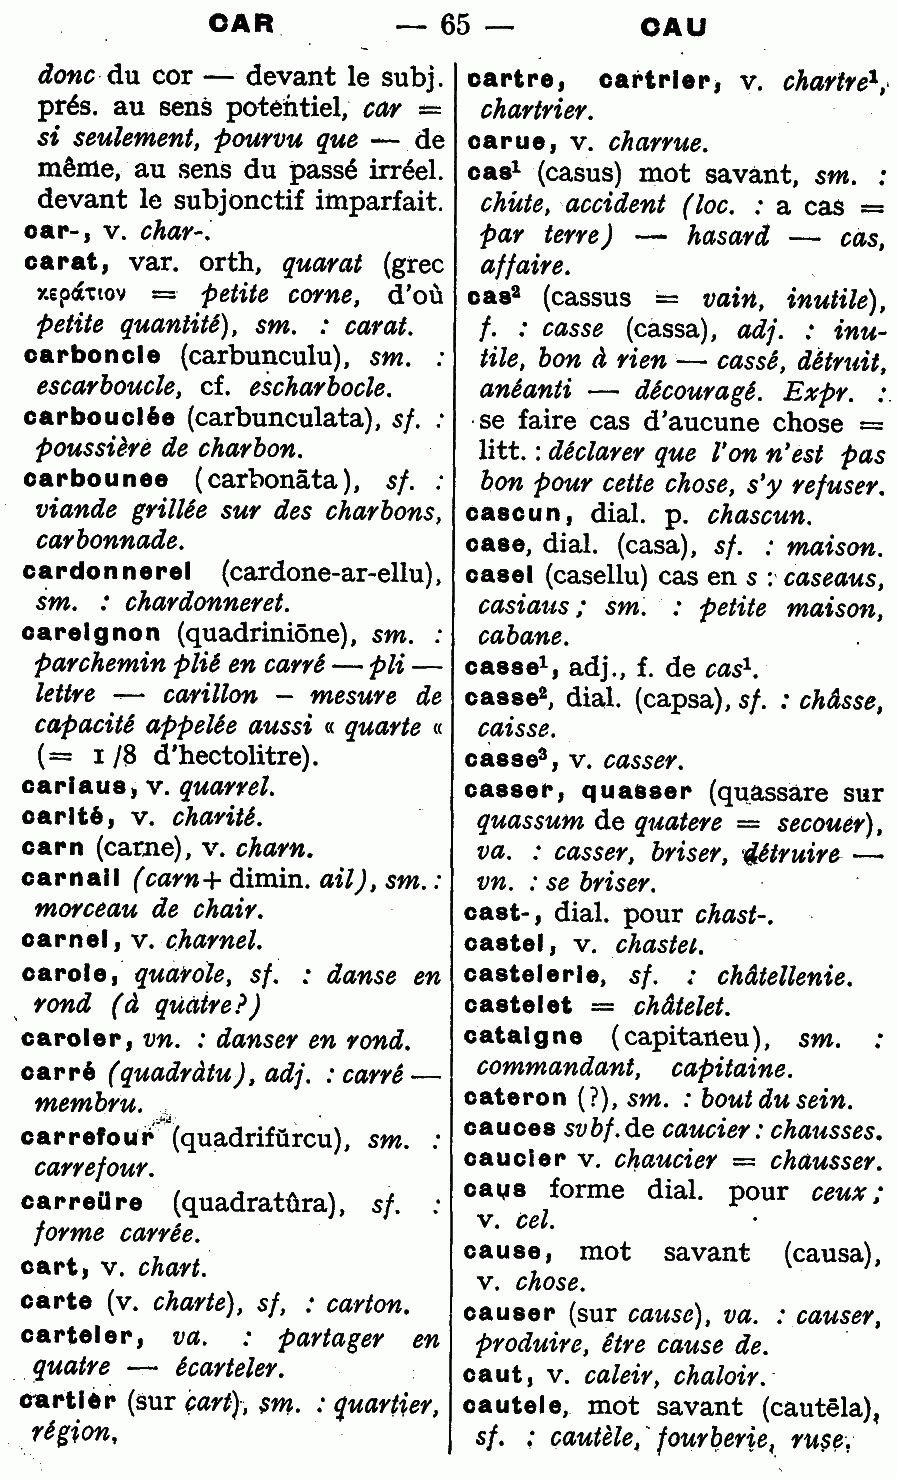 CAR — 65 — CAU
donc du cor — devant le subj.
prés. au sens potentiel, car =
si seulement, pourvu que — de
même, au sens du passé irréel.
devant le subjonctif imparfait.
car-, v. char-.
carat, var. orth, quarat (grec
κεράτιον = petite corne, d'où
petite quantité), sm. : carat.
carboncle (carbunculu), sm. :
escarboucle, cf. escharbocle.
carbouclée (carbunculata), sf. :
poussière de charbon.
carbounee (carbonāta), sf. :
viande grillée sur des charbons,
carbonnade.
cardonnerel (cardone-ar-ellu),
sm. : chardonneret.
careignon (quadriniōne), sm. :
parchemin plié en carré — pli —
lettre — carillon — mesure de
capacité appelée aussi « quarte «
(= 1/8 d'hectolitre).
cariaus, v. quarrel.
carité, v. charité.
carn (carne), v. charn.
carnail (carn+ dimin. ail), sm. :
morceau de chair.
carnel, v. charnel.
carole, quarole, sf. : danse en
rond (à quatre?)
caroler, vn. : danser en rond.
carré (quadràtu), adj. : carré —
membru.
carrefour (quadrifŭrcu), sm. :
carrefour.
carreüre (quadratûra), sf. :
forme carrée.
cart, v. chart.
carte (v. charte), sf, : carton.
carteler, va. : partager en
quatre — écarteler.
cartier (sur cart), sm. : quartier,
région,
cartre, cartrier, v. chartre¹,
chartrier.
carue, v. charrue.
cas¹ (casus) mot savant, sm. :
chute, accident (loc. : a cas =
par terre) — hasard — cas,
affaire.
cas² (cassus = vain, inutile),
f. : casse (cassa), adj. : inu-
tile, bon à rien — cassé, détruit,
anéanti — découragé. Expr. :
se faire cas d'aucune chose =
litt. : déclarer que l'on n'est pas
bon pour cette chose, s'y refuser.
cascun, dial. p. chascun.
case, dial. (casa), sf. : maison.
casel (casellu) cas en s : caseaus,
casiaus ; sm. : petite maison,
cabane.
casse¹, adj., f. de cas¹.
casse², dial. (capsa), sf. : châsse,
caisse.
casse³, v. casser.
casser, quasser (quassare sur
quassum de quatere = secouer),
va. : casser, briser, détruire —
vn. : se briser.
cast-, dial. pour chast-.
castel, v. chastel.
castelerie, sf. : châtellenie.
castelet = châtelet.
cataigne (capitaneu), sm. :
commandant, capitaine.
cateron (?), sm. : bout du sein.
cauces svbf. de caucier : chausses.
caucier v. chaucier = chausser.
caus forme dial. pour ceux ;
v. cel.
cause, mot savant (causa),
v. chose.
causer (sur cause), va. : causer,
produire, être cause de.
caut, v. caleir, chaloir.
cautele, mot savant (cautēla),
sf. : cautèle, fourberie, ruse,